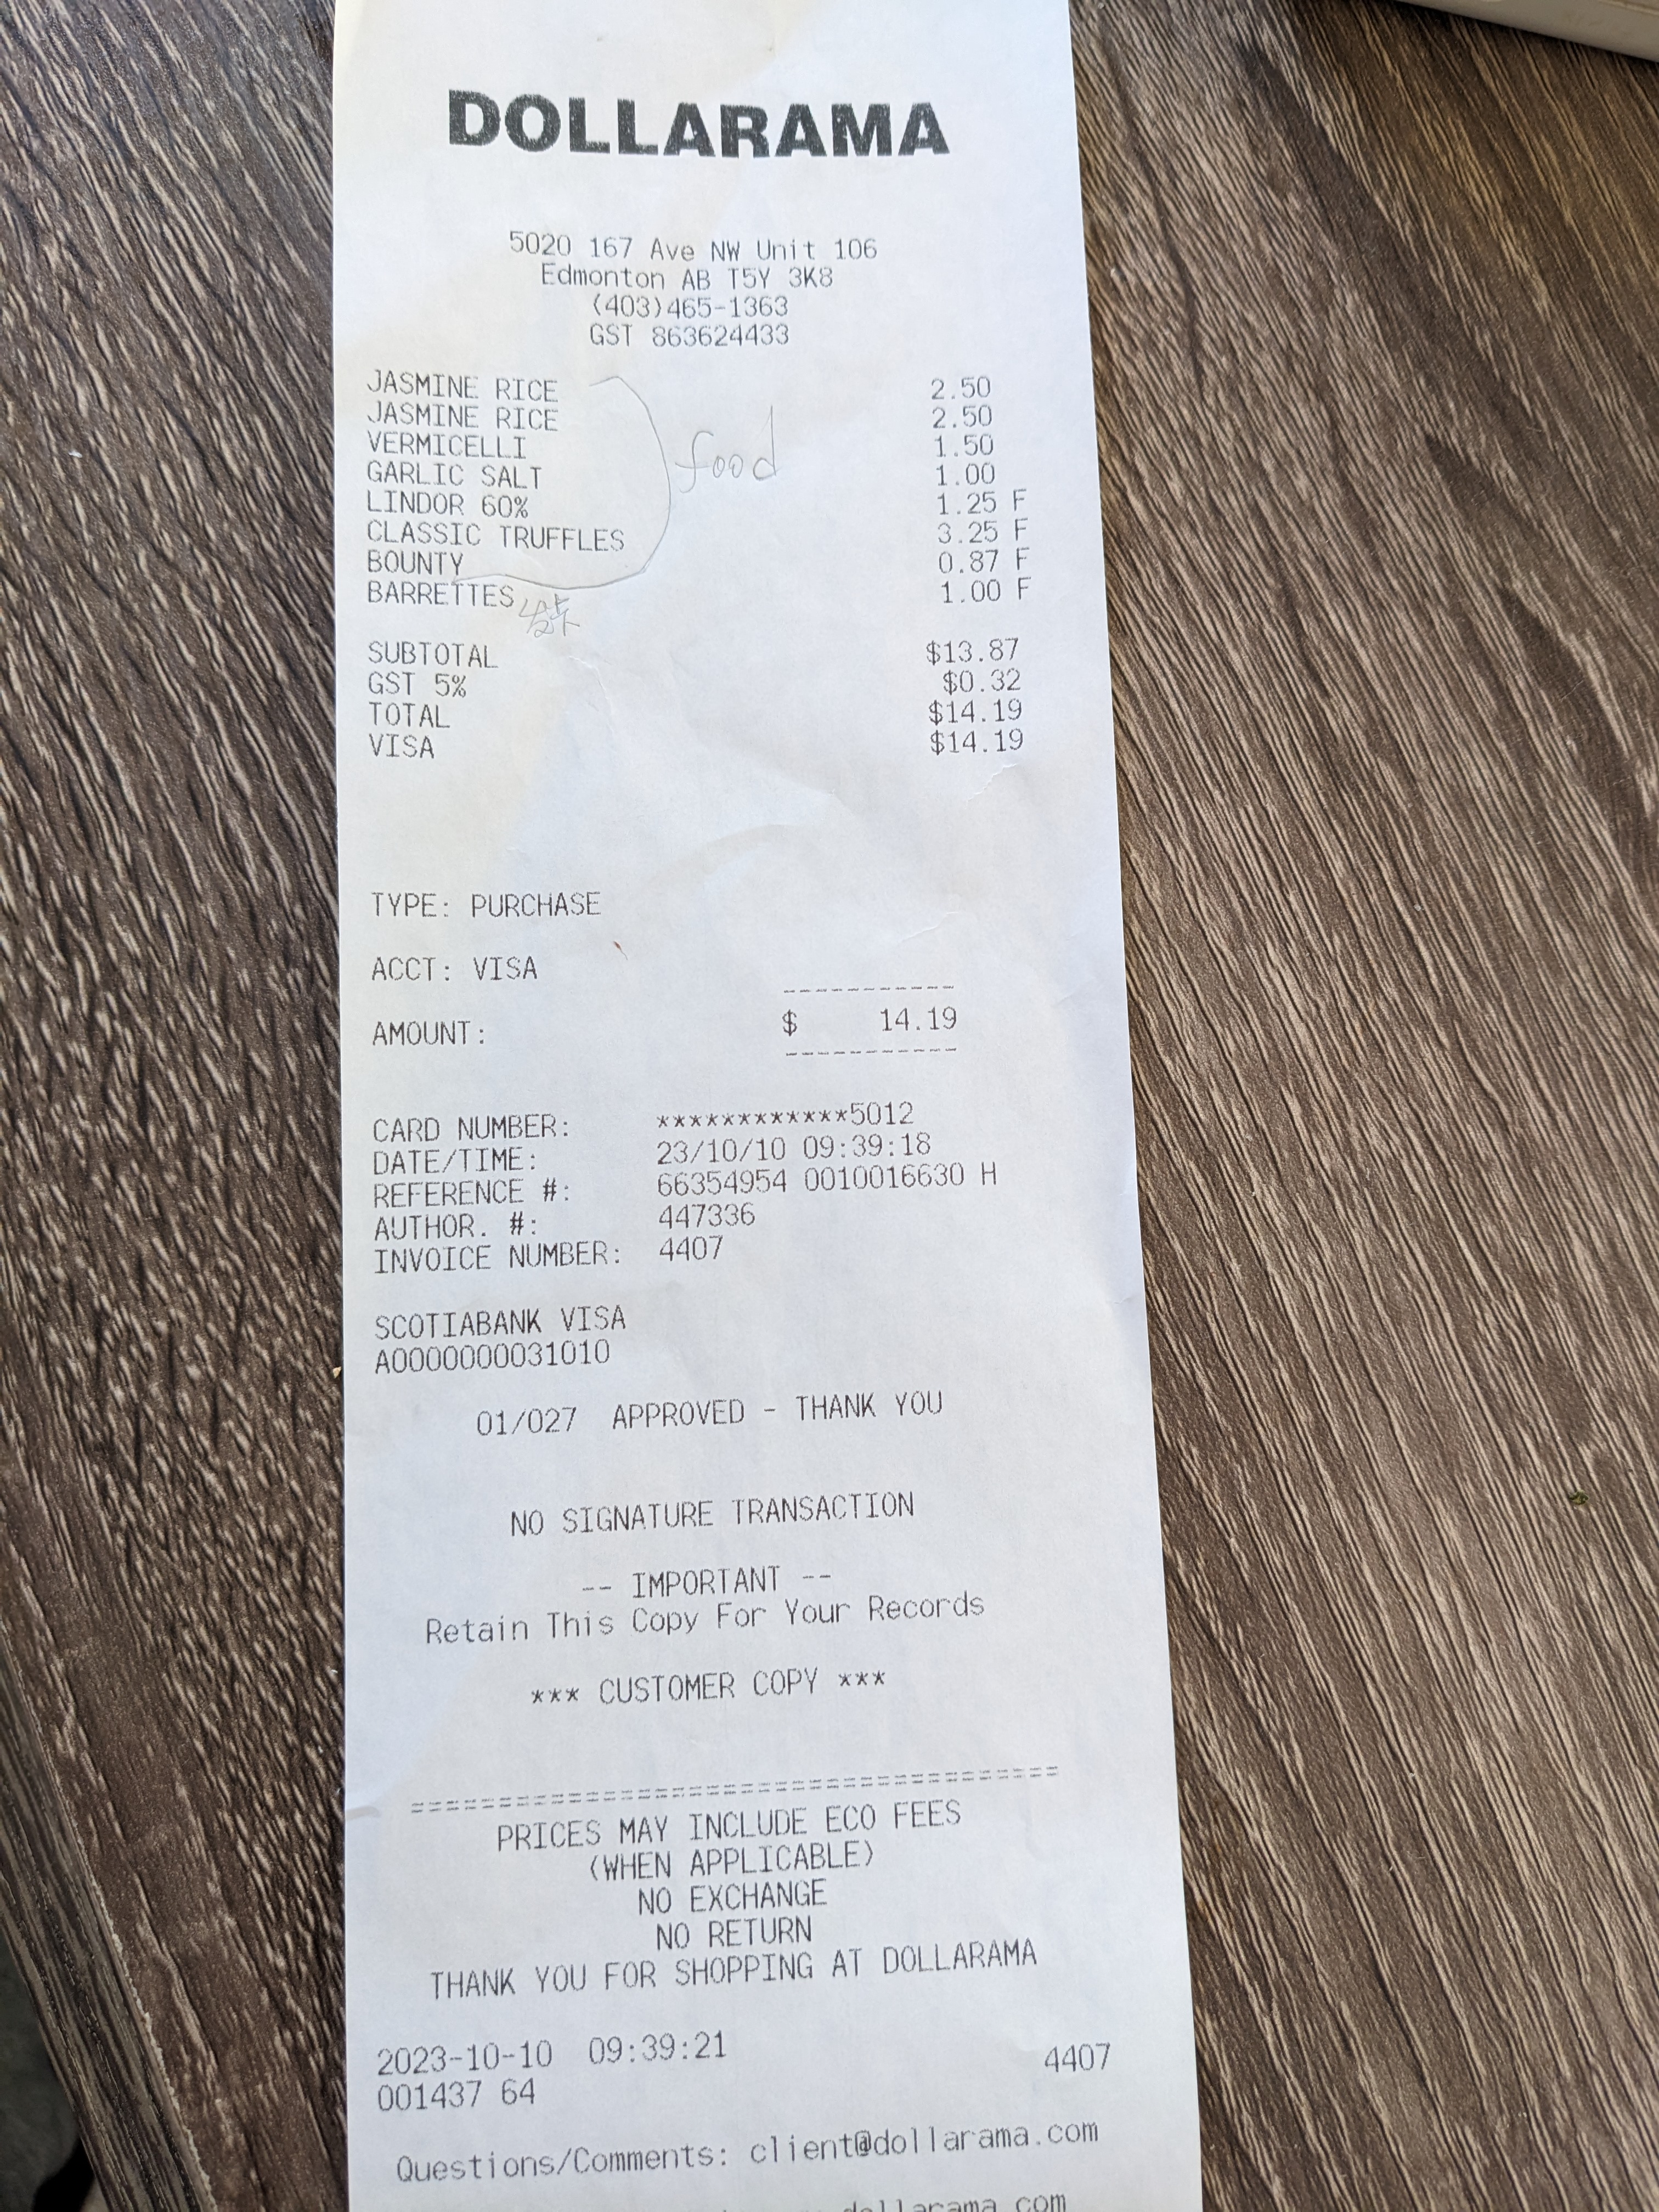 DOLLARAMA
5020 167 Ave NW Unit 106
Edmonton AB T5Y 3K8
(403)465-1363
GST 863624433
JASMINE RICE 2.50
JASMINE RICE 2.50
VERMICELLI 1.50
food
GARLIC SALT 1.00
LINDOR 60% 1.25 F
CLASSIC TRUFFLES 3.25 F
BOUNTY 0.87 F
BARRETTES 1.00 F
SUBTOTAL $13.87
GST 5% $0.32
TOTAL $14.19
VISA $14.19
TYPE: PURCHASE
ACCT: VISA
AMOUNT: $ 14.19
CARD NUMBER: ************5012
DATE/TIME: 23/10/10 09:39:18
REFERENCE #: 66354954 0010016630 H
AUTHOR. #: 447336
INVOICE NUMBER: 4407
SCOTIABANK VISA
A0000000031010
01/027 APPROVED - THANK YOU
NO SIGNATURE TRANSACTION
-- IMPORTANT --
Retain This Copy For Your Records
*** CUSTOMER COPY ***
PRICES MAY INCLUDE ECO FEES
(WHEN APPLICABLE)
NO EXCHANGE
NO RETURN
THANK YOU FOR SHOPPING AT DOLLARAMA
2023-10-10 09:39:21 4407
001437 64
Questions/Comments: client@dollarama.com
dollarama.com